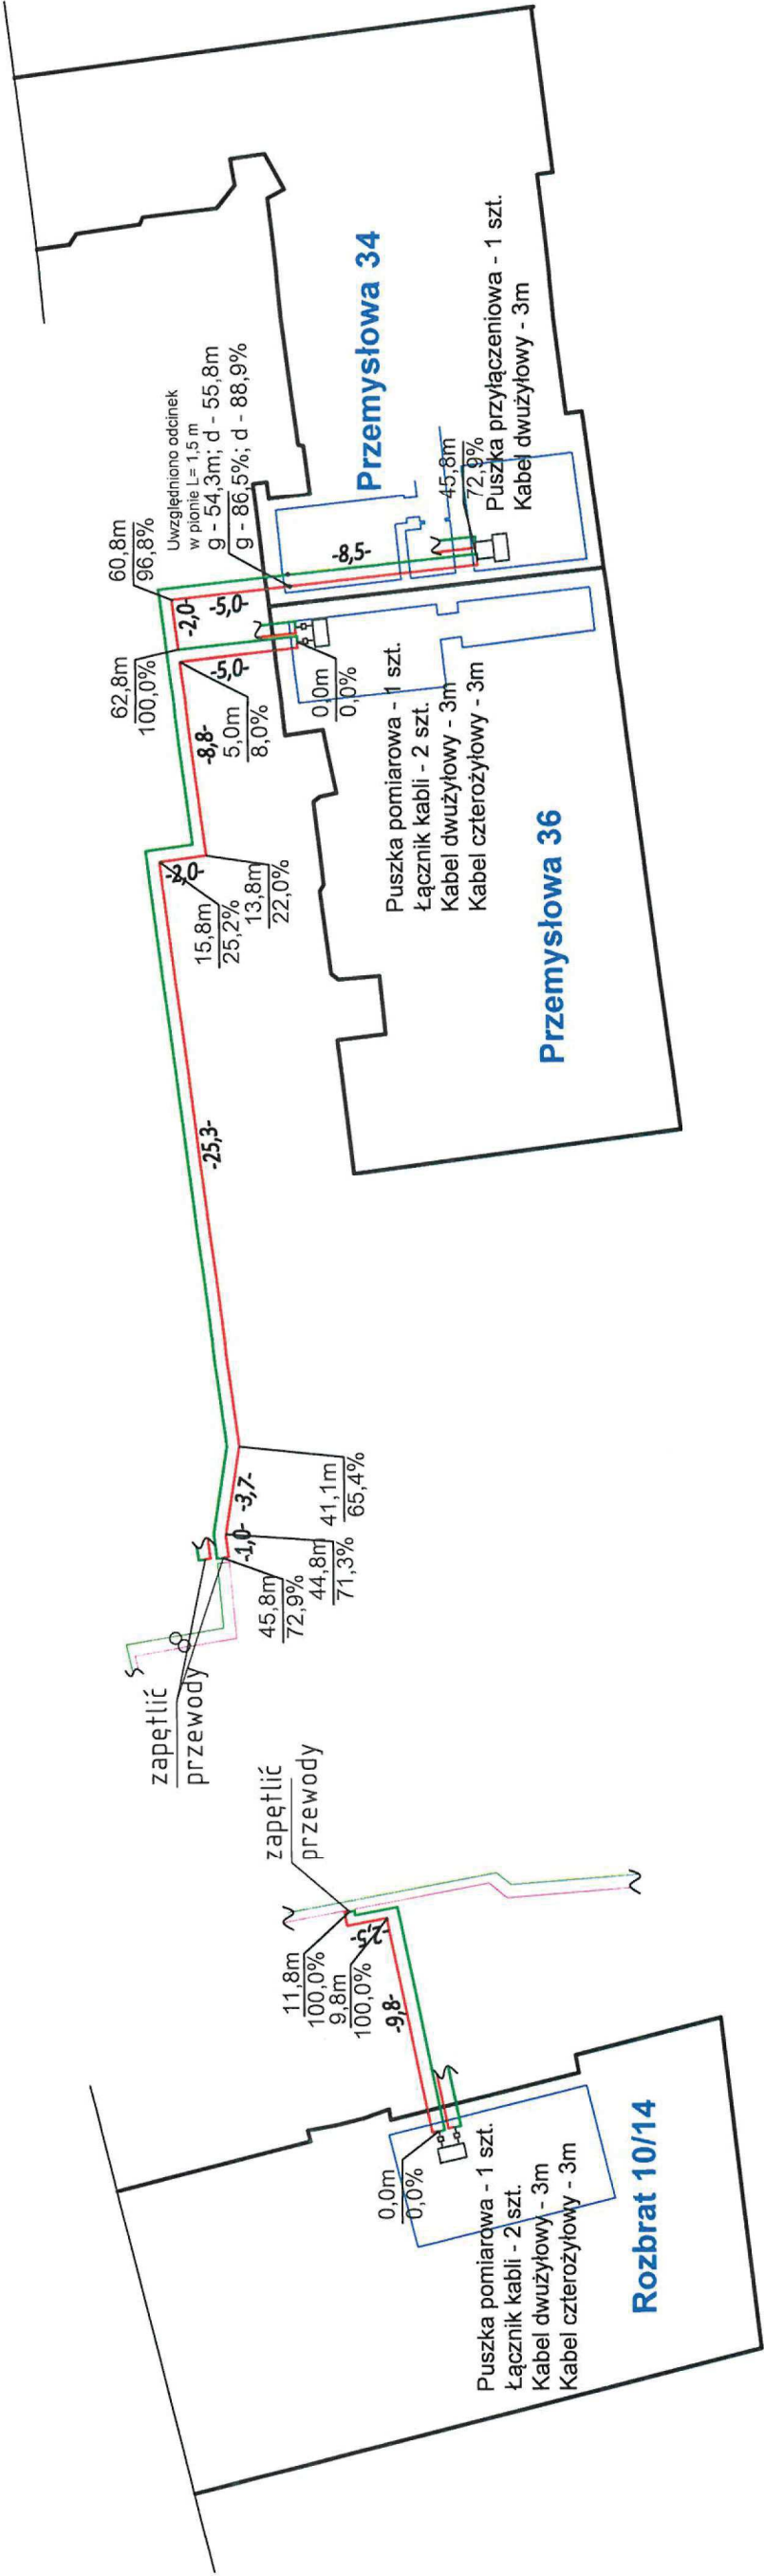 0,0m
0,0%
Puszka pomiarowa - 1 szt.
Łącznik kabli - 2 szt.
Kabel dwużyłowy - 3m
Kabel czterożyłowy - 3m
Rozbrat 10/14
11,8m
100,0%
9,8m
100,0%
-9,8-
-2,5-
zapętlić
przewody
zapętlić
przewody
45,8m
72,9%
44,8m
71,3%
-1,0-
-3,7-
41,1m
65,4%
-25,3-
15,8m
25,2%
13,8m
22,0%
-2,0-
-8,8-
5,0m
8,0%
-5,0-
62,8m
100,0%
-2,0-
60,8m
96,8%
-5,0-
Uwzględniono odcinek
w pionie L= 1,5 m
g - 54,3m; d - 55,8m
g - 86,5%; d - 88,9%
0,0m
0,0%
Puszka pomiarowa - 1 szt.
Łącznik kabli - 2 szt.
Kabel dwużyłowy - 3m
Kabel czterożyłowy - 3m
Przemysłowa 36
-8,5-
Przemysłowa 34
45,8m
72,9%
Puszka przyłączeniowa - 1 szt.
Kabel dwużyłowy - 3m